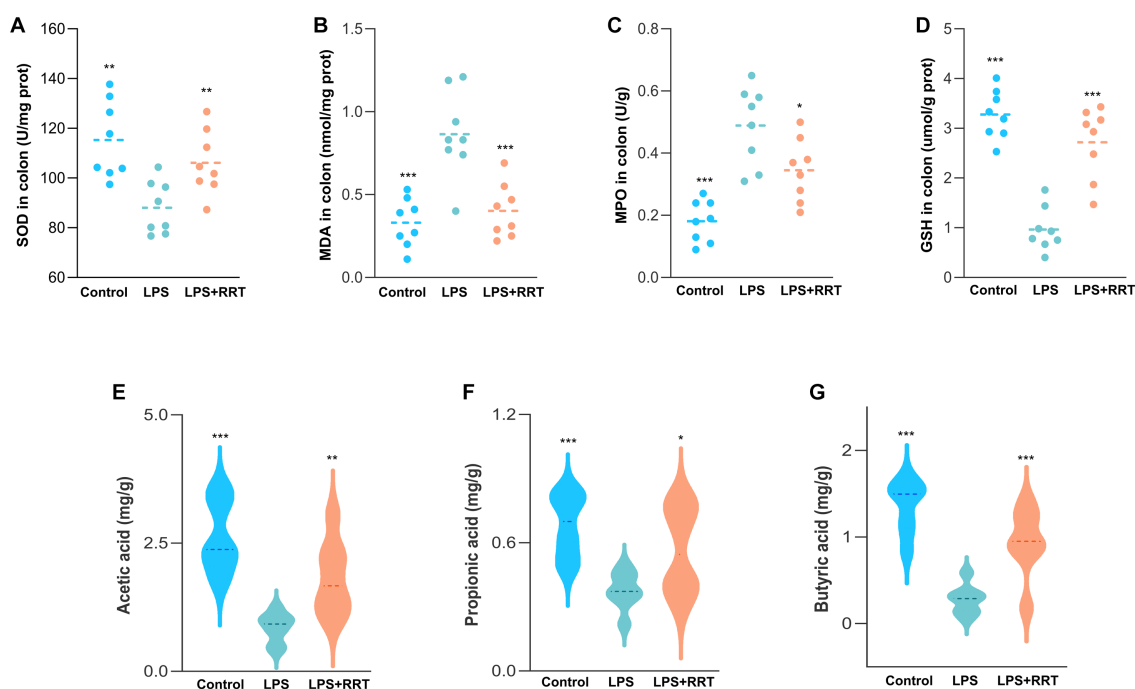 A
SOD in colon (U/mg prot)
160
140
120
100
80
60
**
**
Control
LPS
LPS+RRT
B
MDA in colon (nmol/mg prot)
1.5
1.0
0.5
0.0
***
***
Control
LPS
LPS+RRT
C
MPO in colon (U/g)
0.8
0.6
0.4
0.2
0.0
***
*
Control
LPS
LPS+RRT
D
GSH in colon (umol/g prot)
5
4
3
2
1
0
***
***
Control
LPS
LPS+RRT
E
Acetic acid (mg/g)
5.0
2.5
0.0
***
**
Control
LPS
LPS+RRT
F
Propionic acid (mg/g)
1.2
0.6
0.0
***
*
Control
LPS
LPS+RRT
G
Butyric acid (mg/g)
2
1
0
***
***
Control
LPS
LPS+RRT